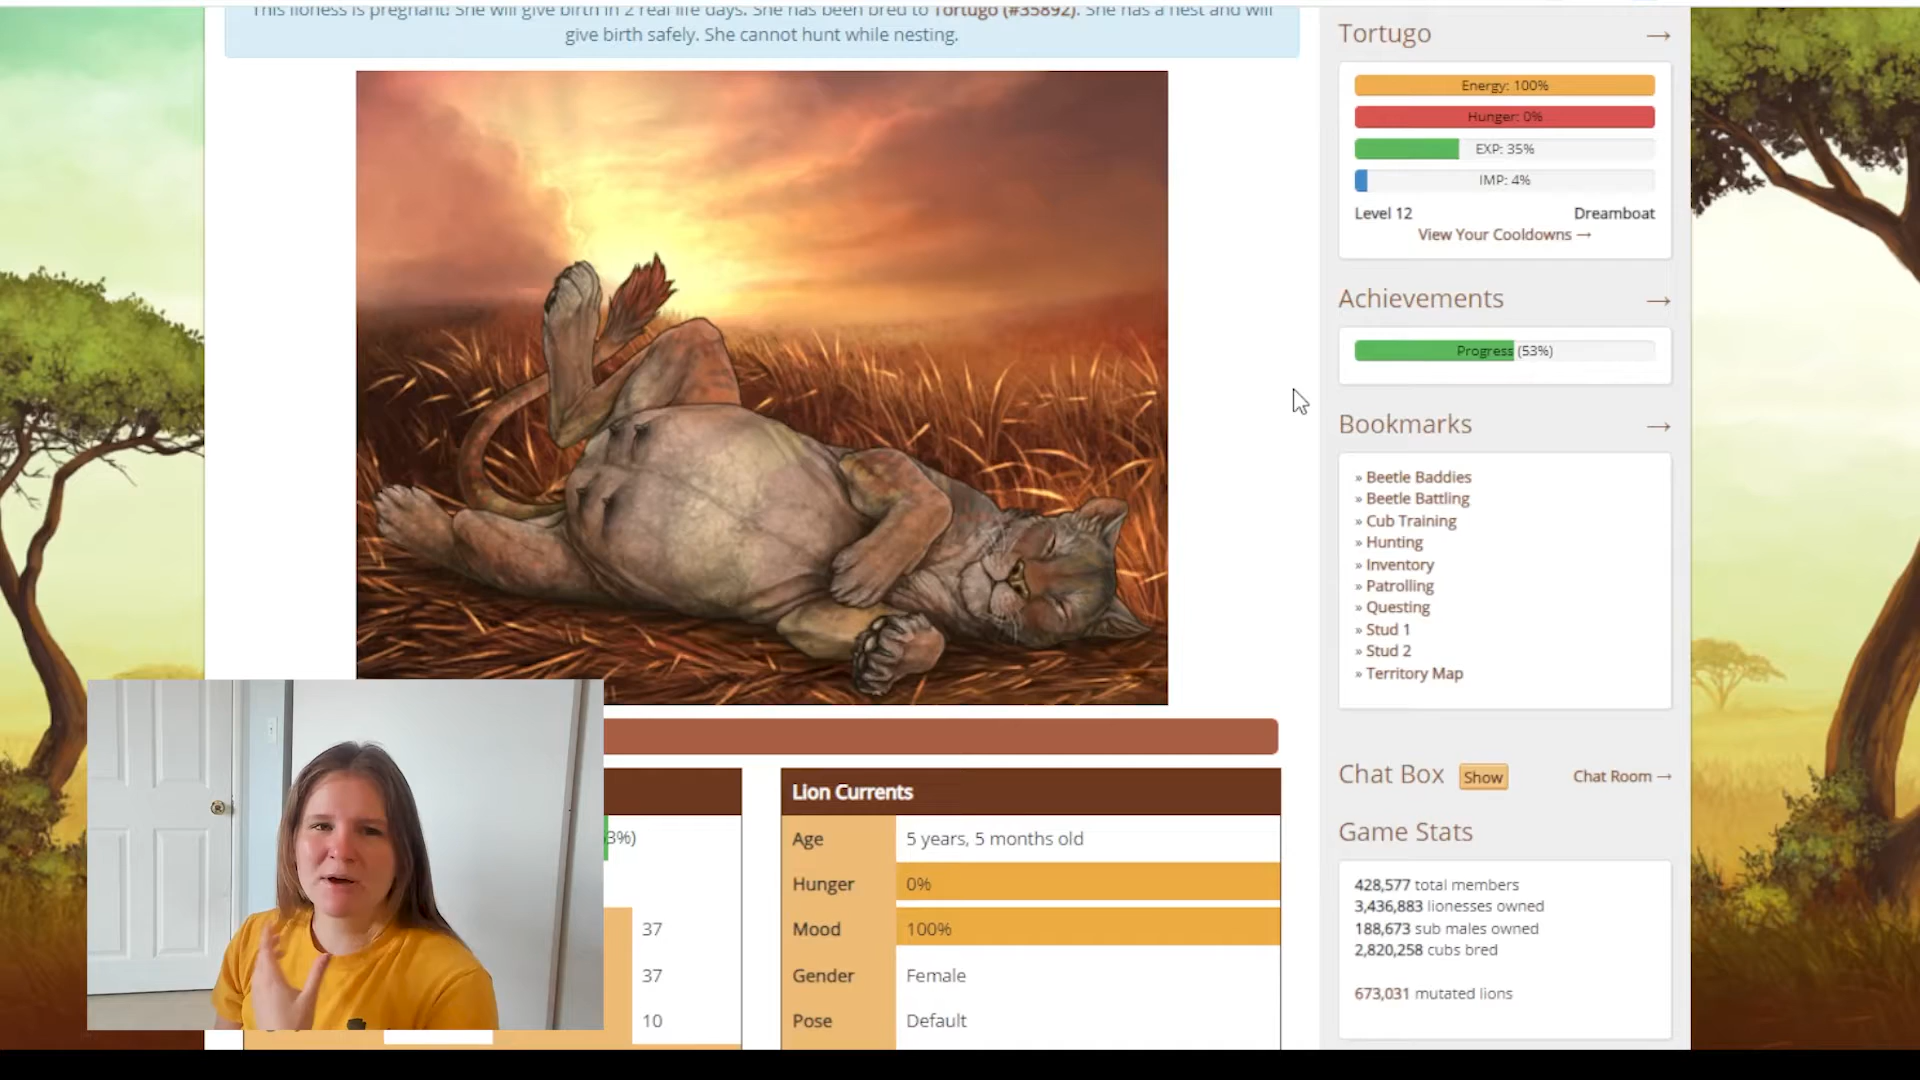 This lioness is pregnant! She will give birth in 2 real life days. She has been bred to Tortugo (#35892). She has a nest and will
give birth safely. She cannot hunt while nesting.
Tortugo →
Energy: 100%
Hunger: 0%
EXP: 35%
IMP: 4%
Level 12 Dreamboat
View Your Cooldowns →
Achievements →
Progress (53%)
Bookmarks →
» Beetle Baddies
» Beetle Battling
» Cub Training
» Hunting
» Inventory
» Patrolling
» Questing
» Stud 1
» Stud 2
» Territory Map
Chat Box Show Chat Room →
Game Stats
428,577 total members
3,436,883 lionesses owned
188,673 sub males owned
2,820,258 cubs bred
673,031 mutated lions
3%)
37
37
10
Lion Currents
Age 5 years, 5 months old
Hunger 0%
Mood 100%
Gender Female
Pose Default